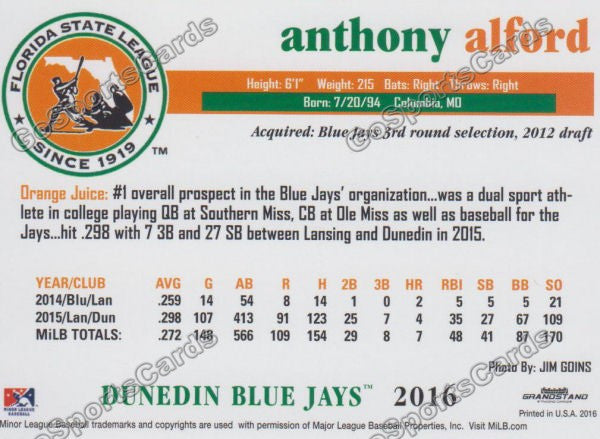 anthony alford
FLORIDA STATE LEAGUE
SINCE 1919
TM
Height: 6'1" Weight: 215 Bats: Right Throws: Right
Born: 7/20/94 Columbia, MO
Acquired: Blue Jays 3rd round selection, 2012 draft
Orange Juice: #1 overall prospect in the Blue Jays' organization...was a dual sport ath-
lete in college playing QB at Southern Miss, CB at Ole Miss as well as baseball for the
Jays...hit .298 with 7 3B and 27 SB between Lansing and Dunedin in 2015.
YEAR/CLUB AVG G AB R H 2B 3B HR RBI SB BB SO
2014/Blu/Lan .259 14 54 8 14 1 0 2 5 5 5 21
2015/Lan/Dun .298 107 413 91 123 25 7 4 35 27 67 109
MiLB TOTALS: .272 148 566 109 154 29 8 7 48 41 87 170
Photo By: JIM GOINS
MINOR LEAGUE
BASEBALL
DUNEDIN BLUE JAYS™ 2016
GRANDSTAND
Printed in U.S.A. 2016
Minor League Baseball trademarks and copyrights are used with permission of Major League Baseball Properties, Inc. Visit MiLB.com
GoSportsCards